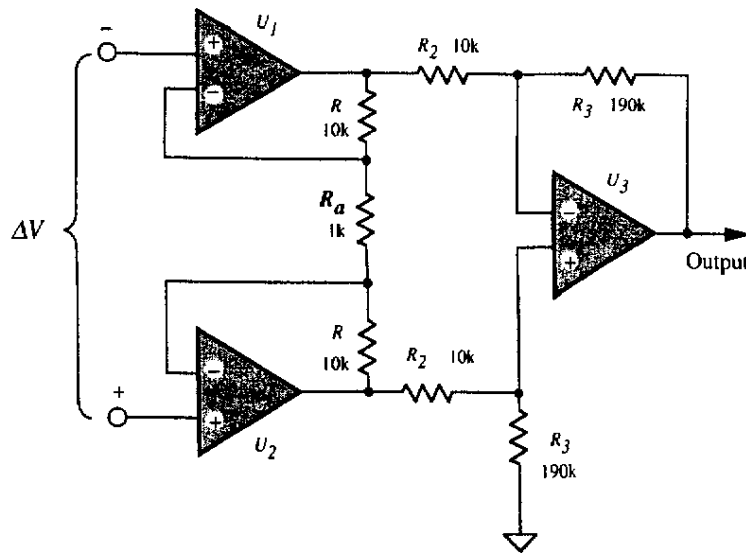 −
U1
+
−
R2 10k
R
10k
R3 190k
Ra
1k
U3
−
+
ΔV
Output
R
10k
R2 10k
−
+
+
U2
R3
190k